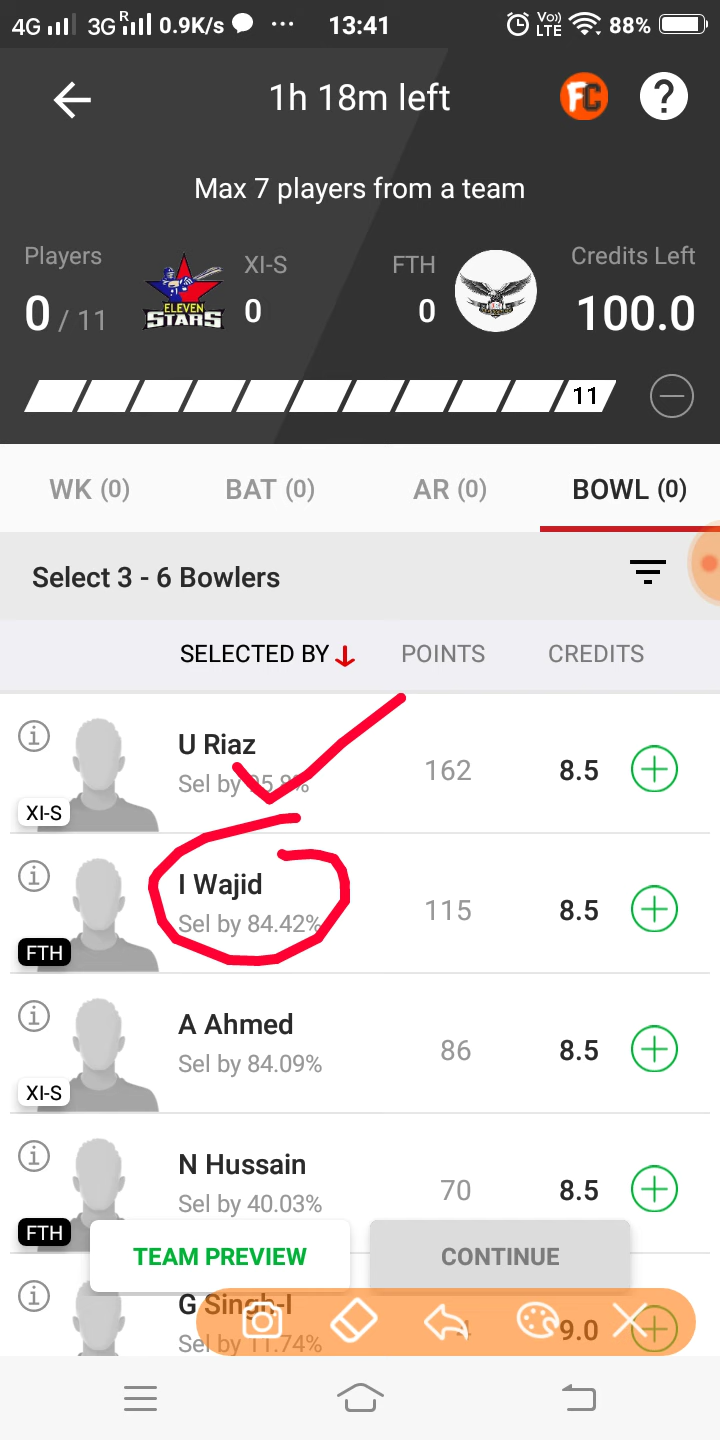 4G 3G R 0.9K/s ... 13:41 Vo)) LTE 88%
1h 18m left FC ?
Max 7 players from a team
Players XI-S FTH Credits Left
0 / 11 ELEVEN STARS 0 0 100.0
11
WK (0) BAT (0) AR (0) BOWL (0)
Select 3 - 6 Bowlers
SELECTED BY POINTS CREDITS
U Riaz
Sel by 162 8.5
XI-S
I Wajid
Sel by 84.42% 115 8.5
FTH
A Ahmed
Sel by 84.09% 86 8.5
XI-S
N Hussain
Sel by 40.03% 70 8.5
FTH
TEAM PREVIEW CONTINUE
G Singh-I
Sel by 11.74% 9.0